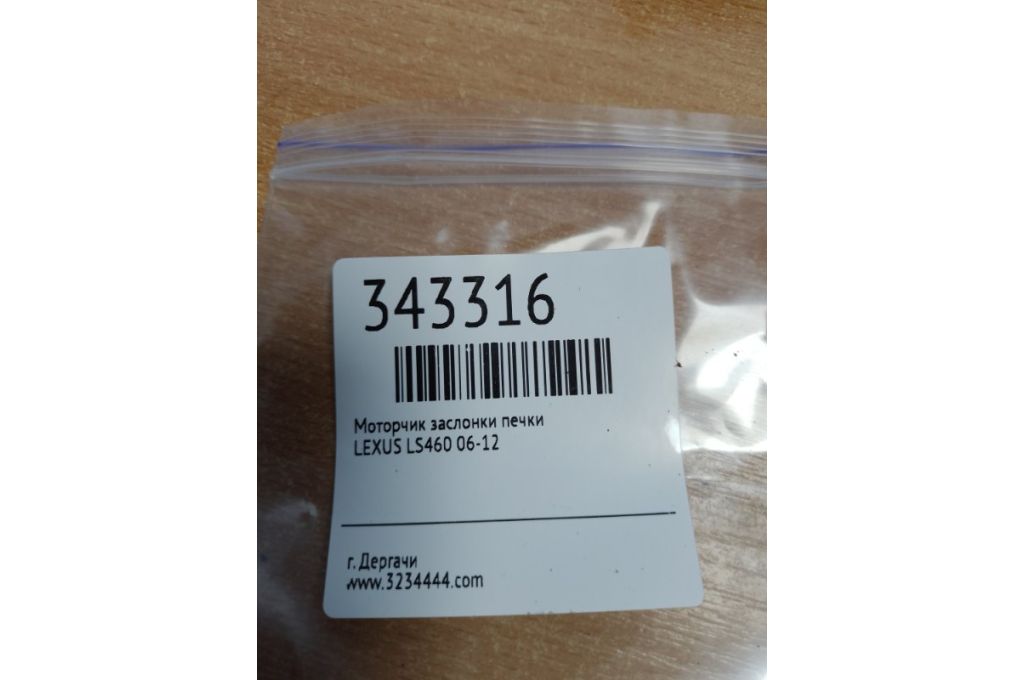 343316
Моторчик заслонки печки
LEXUS LS460 06-12
г. Дергачи
www.3234444.com